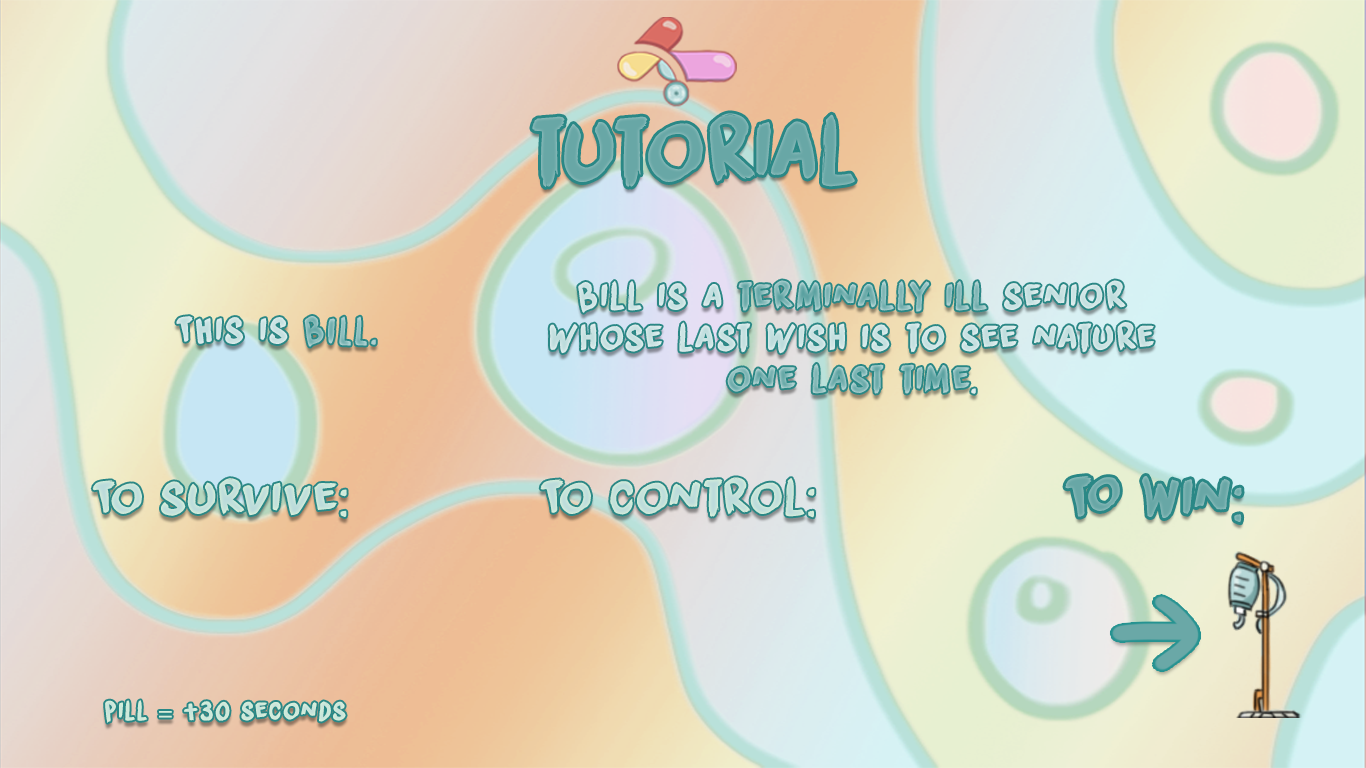 TUTORIAL
THIS IS BILL.
BILL IS A TERMINALLY ILL SENIOR
WHOSE LAST WISH IS TO SEE NATURE
ONE LAST TIME.
TO SURVIVE:
TO CONTROL:
TO WIN:
PILL = +30 SECONDS